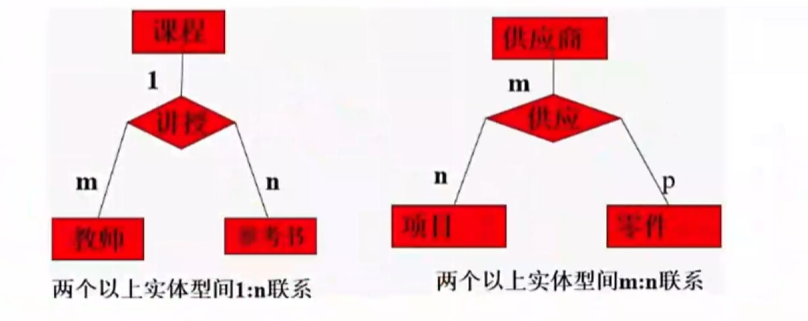 课程
1
讲授
m
n
教师
参考书
两个以上实体型间1:n联系
供应商
m
供应
n
p
项目
零件
两个以上实体型间m:n联系